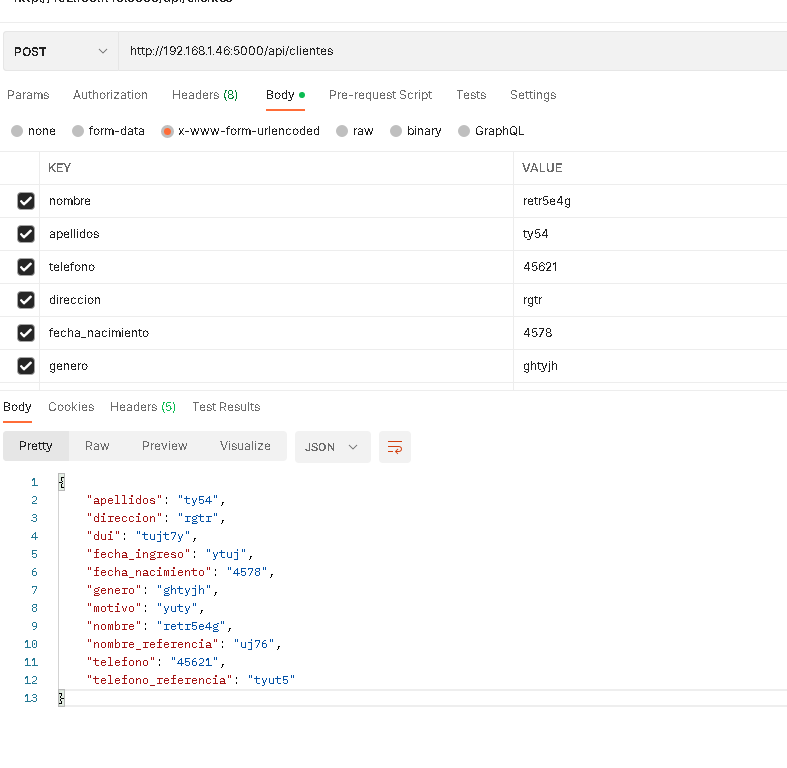 POST http://192.168.1.46:5000/api/clientes
Params Authorization Headers (8) Body Pre-request Script Tests Settings
none form-data x-www-form-urlencoded raw binary GraphQL
KEY VALUE
nombre retr5e4g
apellidos ty54
telefono 45621
direccion rgtr
fecha_nacimiento 4578
genero ghtyjh
Body Cookies Headers (5) Test Results
Pretty Raw Preview Visualize JSON
1 {
2 "apellidos": "ty54",
3 "direccion": "rgtr",
4 "dui": "tujt7y",
5 "fecha_ingreso": "ytuj",
6 "fecha_nacimiento": "4578",
7 "genero": "ghtyjh",
8 "motivo": "yuty",
9 "nombre": "retr5e4g",
10 "nombre_referencia": "uj76",
11 "telefono": "45621",
12 "telefono_referencia": "tyut5"
13 }